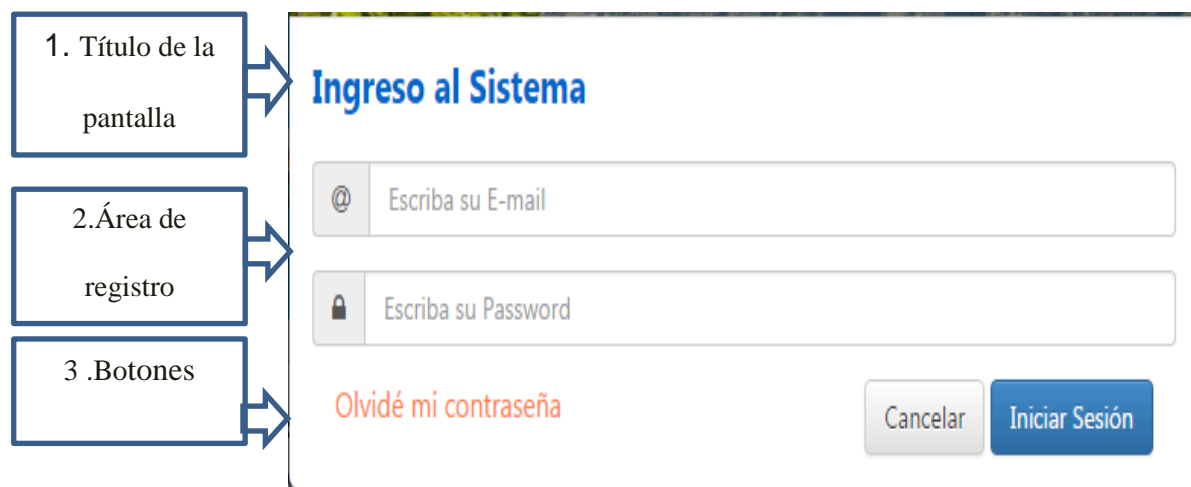 1. Título de la
pantalla
Ingreso al Sistema
2.Área de
registro
@ Escriba su E-mail
Escriba su Password
3 .Botones
Olvidé mi contraseña
Cancelar Iniciar Sesión